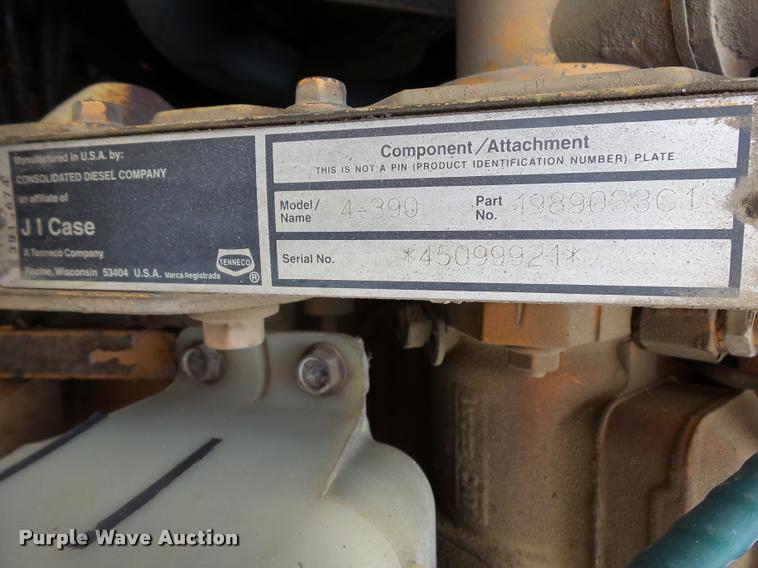 Manufactured in U.S.A. by:
CONSOLIDATED DIESEL COMPANY
an affiliate of
J I Case
A Tenneco Company
Racine, Wisconsin 53404 U.S.A. Marca Registrada
TENNECO
®
Component/Attachment
THIS IS NOT A PIN (PRODUCT IDENTIFICATION NUMBER) PLATE
Model/Name 4-390 Part No. 1989033C1
Serial No. *45099921*
Purple Wave Auction